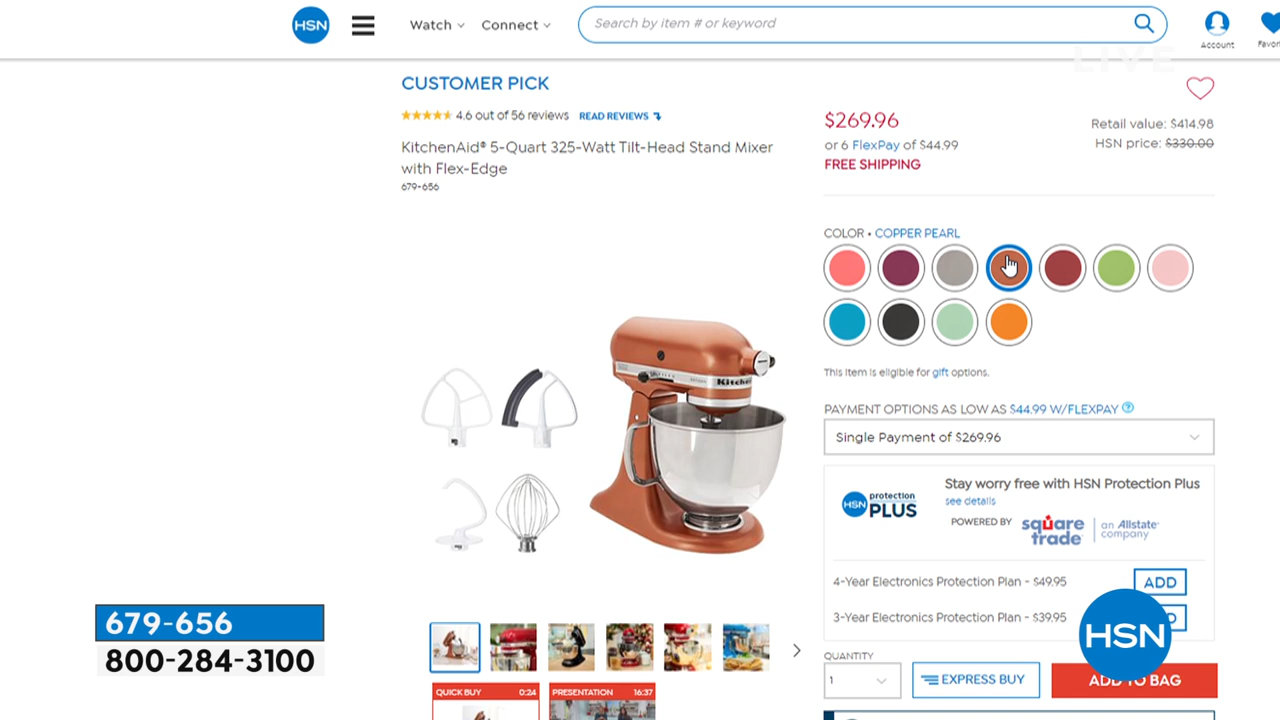 HSN
Watch
Connect
Search by item # or keyword
Account
LIVE
CUSTOMER PICK
4.6 out of 56 reviews READ REVIEWS
KitchenAid® 5-Quart 325-Watt Tilt-Head Stand Mixer
with Flex-Edge
679-656
$269.96
or 6 FlexPay of $44.99
FREE SHIPPING
Retail value: $414.98
HSN price: $330.00
COLOR • COPPER PEARL
This item is eligible for gift options.
PAYMENT OPTIONS AS LOW AS $44.99 W/FLEXPAY
Single Payment of $269.96
HSN protection PLUS
Stay worry free with HSN Protection Plus
see details
POWERED BY square trade an Allstate company
4-Year Electronics Protection Plan - $49.95 ADD
3-Year Electronics Protection Plan - $39.95
HSN
QUANTITY
1
EXPRESS BUY
ADD TO BAG
679-656
800-284-3100
QUICK BUY 0:24
PRESENTATION 16:37